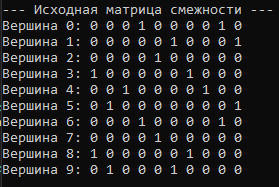 --- Исходная матрица смежности ---
Вершина 0: 0 0 0 1 0 0 0 0 1 0
Вершина 1: 0 0 0 0 0 1 0 0 0 1
Вершина 2: 0 0 0 0 1 0 0 0 0 0
Вершина 3: 1 0 0 0 0 0 1 0 0 0
Вершина 4: 0 0 1 0 0 0 0 1 0 0
Вершина 5: 0 1 0 0 0 0 0 0 0 1
Вершина 6: 0 0 0 1 0 0 0 0 1 0
Вершина 7: 0 0 0 0 1 0 0 0 0 0
Вершина 8: 1 0 0 0 0 0 1 0 0 0
Вершина 9: 0 1 0 0 0 1 0 0 0 0